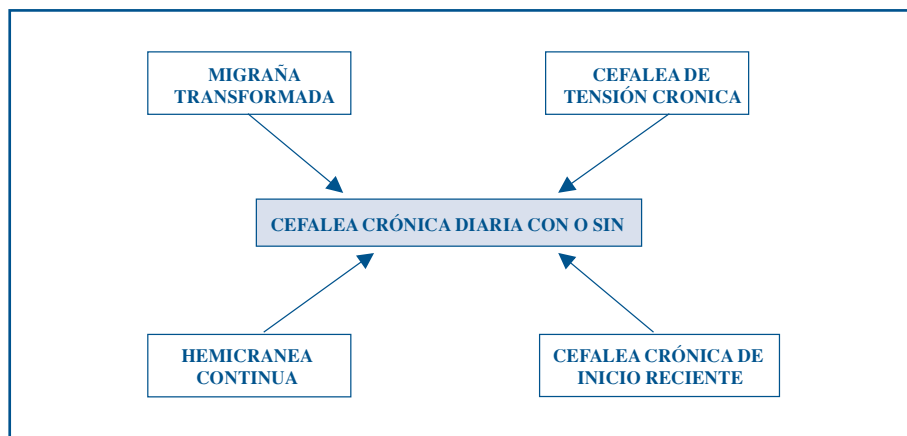 MIGRAÑA
TRANSFORMADA
CEFALEA DE
TENSIÓN CRONICA
CEFALEA CRÓNICA DIARIA CON O SIN
HEMICRANEA
CONTINUA
CEFALEA CRÓNICA DE
INICIO RECIENTE